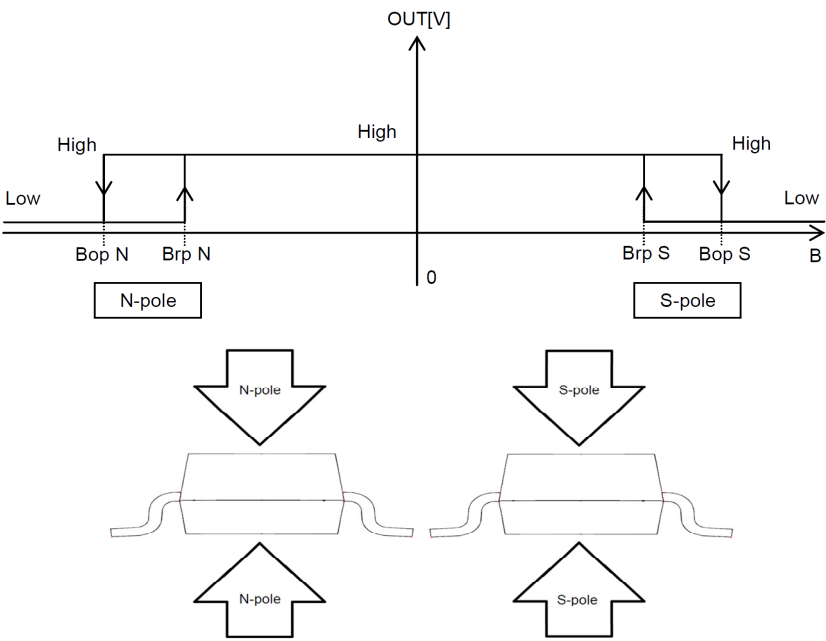 OUT[V]
High
High
High
Low
Low
Bop N
Brp N
Brp S
Bop S
B
0
N-pole
S-pole
N-pole
S-pole
N-pole
S-pole